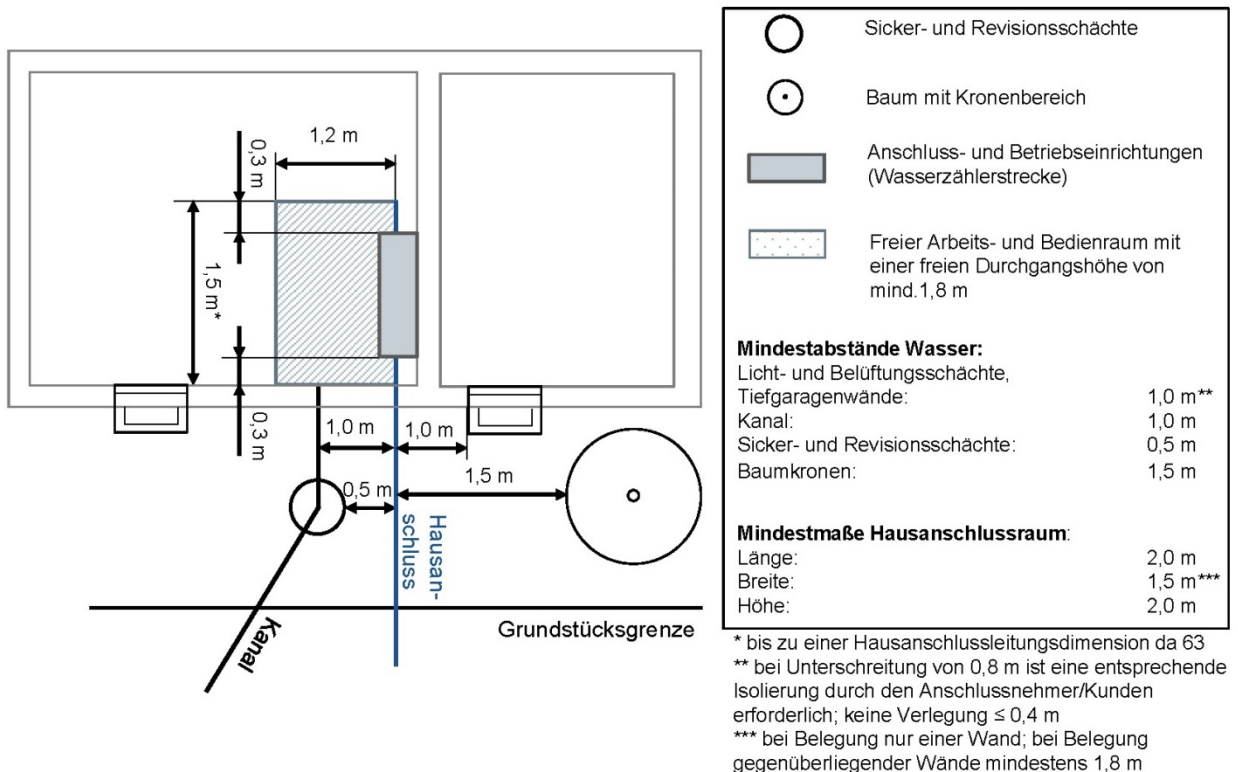 0,3 m
1,2 m
1,5 m*
0,3 m
1,0 m
1,0 m
0,5 m
1,5 m
Hausan-
schluss
Kanal
Grundstücksgrenze
Sicker- und Revisionsschächte
Baum mit Kronenbereich
Anschluss- und Betriebseinrichtungen
(Wasserzählerstrecke)
Freier Arbeits- und Bedienraum mit
einer freien Durchgangshöhe von
mind.1,8 m
Mindestabstände Wasser:
Licht- und Belüftungsschächte,
Tiefgaragenwände: 1,0 m**
Kanal: 1,0 m
Sicker- und Revisionsschächte: 0,5 m
Baumkronen: 1,5 m
Mindestmaße Hausanschlussraum:
Länge: 2,0 m
Breite: 1,5 m***
Höhe: 2,0 m
* bis zu einer Hausanschlussleitungsdimension da 63
** bei Unterschreitung von 0,8 m ist eine entsprechende
Isolierung durch den Anschlussnehmer/Kunden
erforderlich; keine Verlegung ≤ 0,4 m
*** bei Belegung nur einer Wand; bei Belegung
gegenüberliegender Wände mindestens 1,8 m